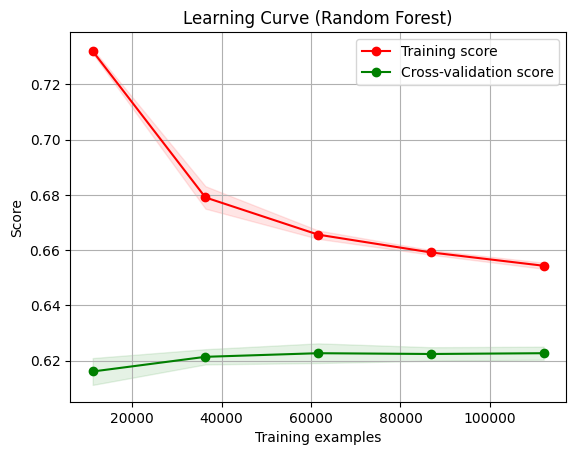 Learning Curve (Random Forest)
Training score
Cross-validation score
Score
0.72
0.70
0.68
0.66
0.64
0.62
20000 40000 60000 80000 100000
Training examples